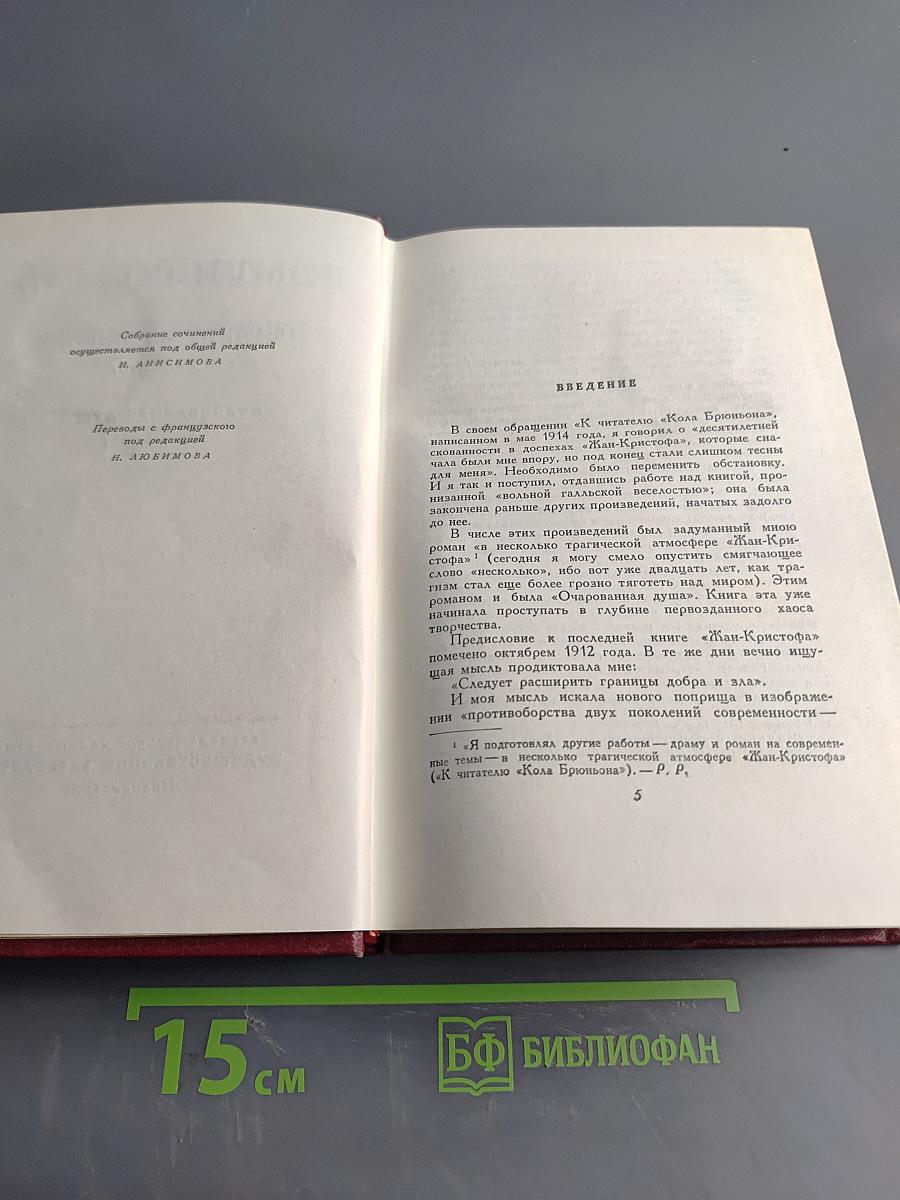 Собрание сочинений
осуществляется под общей редакцией
И. АНИСИМОВА
Переводы с французского
под редакцией
Н. ЛЮБИМОВА
ВВЕДЕНИЕ
В своем обращении «К читателю «Кола Брюньона»,
написанном в мае 1914 года, я говорил о «десятилетней
скованности в доспехах «Жан-Кристофа», которые сна-
чала были мне впору, но под конец стали слишком тесны
для меня». Необходимо было переменить обстановку.
И я так и поступил, отдавшись работе над книгой, про-
низанной «вольной галльской веселостью»; она была
закончена раньше других произведений, начатых задолго
до нее.
В числе этих произведений был задуманный мною
роман «в несколько трагической атмосфере «Жан-Кри-
стофа» ¹ (сегодня я могу смело опустить смягчающее
слово «несколько», ибо вот уже двадцать лет, как тра-
гизм стал еще более грозно тяготеть над миром). Этим
романом и была «Очарованная душа». Книга эта уже
начинала проступать в глубине первозданного хаоса
творчества.
Предисловие к последней книге «Жан-Кристофа»
помечено октябрем 1912 года. В те же дни вечно ищу-
щая мысль продиктовала мне:
«Следует расширить границы добра и зла».
И моя мысль искала нового поприща в изображе-
нии «противоборства двух поколений современности —
¹ «Я подготовлял другие работы — драму и роман на современ-
ные темы — в несколько трагической атмосфере «Жан-Кристофа»
(«К читателю «Кола Брюньона»). — Р. Р.
5
15 см
БФ БИБЛИОФАН